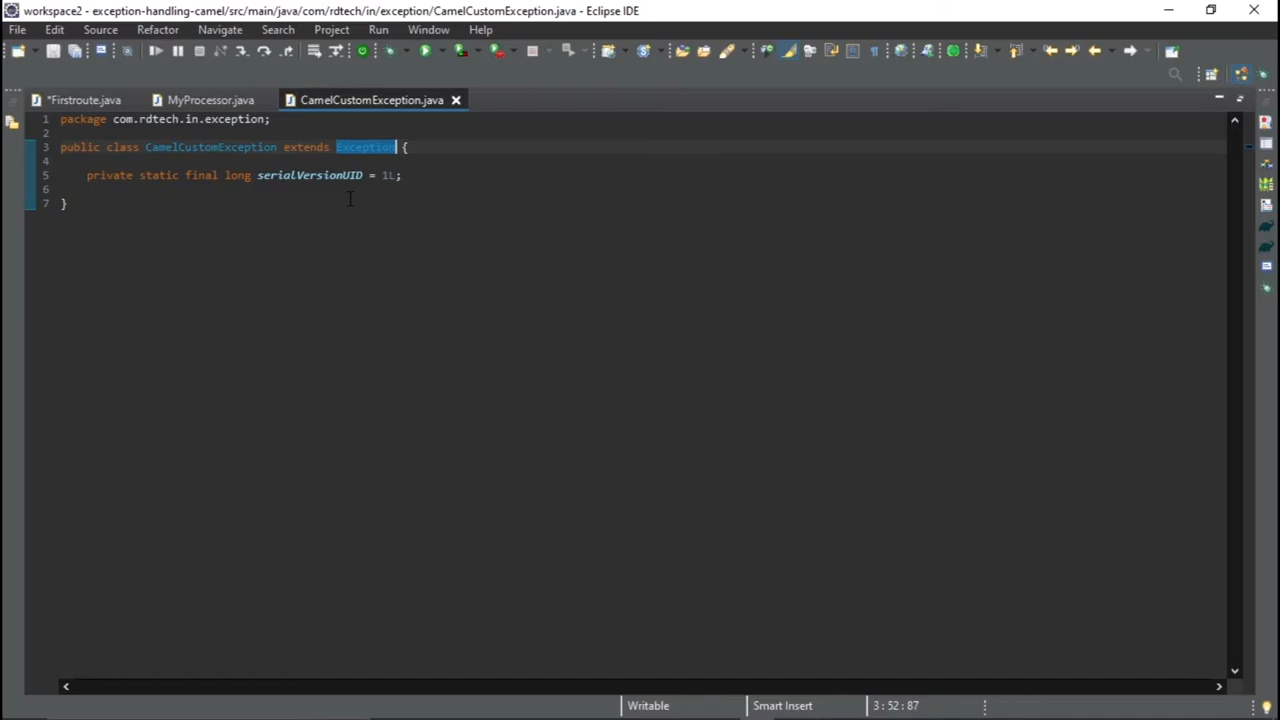 workspace2 - exception-handling-camel/src/main/java/com/rdtech/in/exception/CamelCustomException.java - Eclipse IDE
File Edit Source Refactor Navigate Search Project Run Window Help
*Firstroute.java MyProcessor.java CamelCustomException.java
1 package com.rdtech.in.exception;
2
3 public class CamelCustomException extends Exception {
4
5 private static final long serialVersionUID = 1L;
6
7 }
Writable Smart Insert 3 : 52 : 87